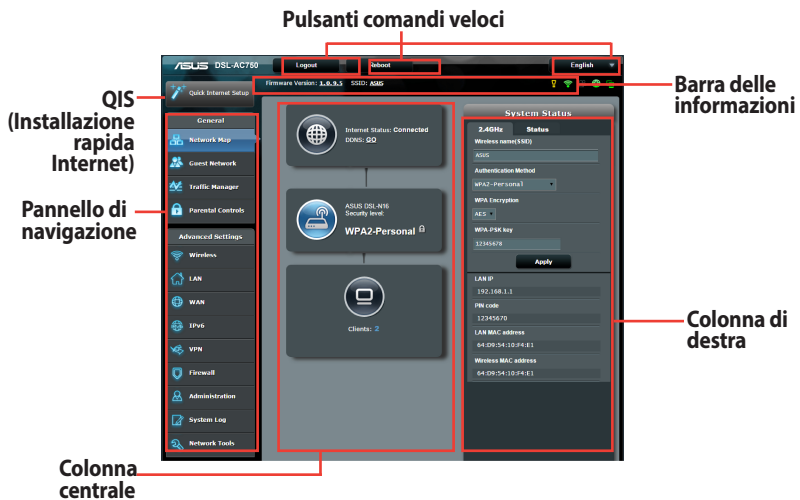 Pulsanti comandi veloci
ASUS DSL-AC750
Logout
Reboot
English
Quick Internet Setup
Firmware Version: 1.0.9.5 SSID: ASUS
QIS
(Installazione
rapida
Internet)
Barra delle
informazioni
General
Network Map
Guest Network
Traffic Manager
Parental Controls
Pannello di
navigazione
Advanced Settings
Wireless
LAN
WAN
IPv6
VPN
Firewall
Administration
System Log
Network Tools
Internet Status: Connected
DDNS: GO
ASUS DSL-N16
Security level:
WPA2-Personal
Clients: 2
Colonna
centrale
System Status
2.4GHz Status
Wireless name(SSID)
ASUS
Authentication Method
WPA2-Personal
WPA Encryption
AES
WPA-PSK key
12345678
Apply
LAN IP
192.168.1.1
PIN code
12345670
LAN MAC address
64:D9:54:10:F4:E1
Wireless MAC address
64:D9:54:10:F4:E1
Colonna di
destra